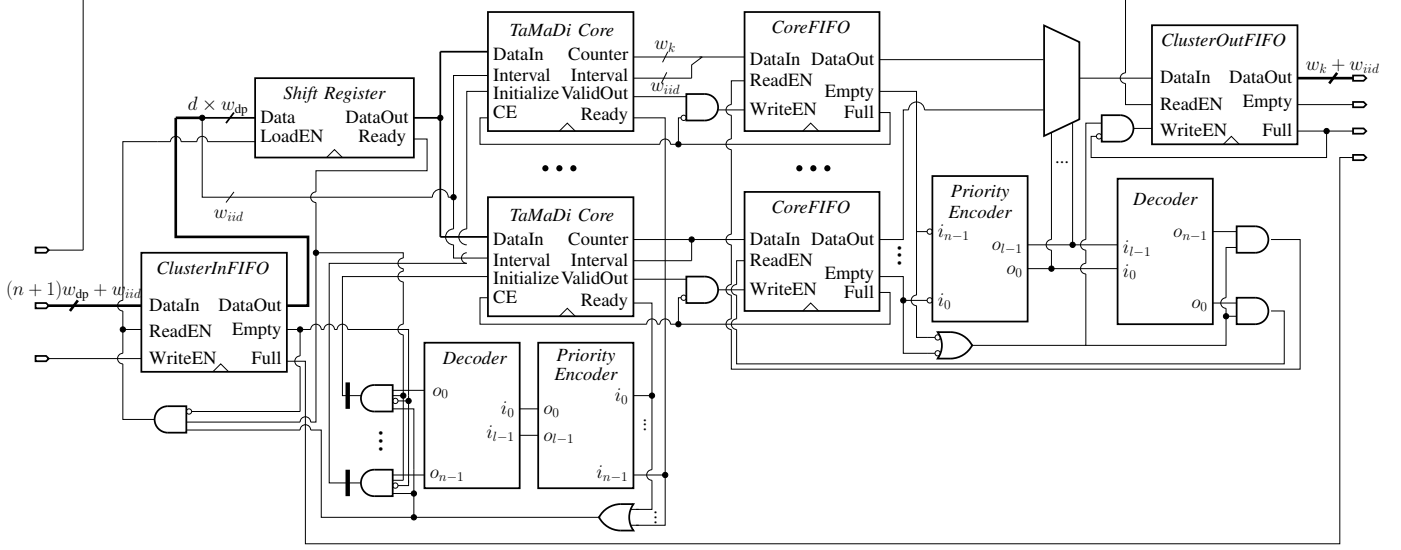 TaMaDi Core
DataIn Counter
Interval Interval
Initialize ValidOut
CE Ready
w_k
w_iid
CoreFIFO
DataIn DataOut
ReadEN
Empty
WriteEN Full
ClusterOutFIFO
DataIn DataOut
ReadEN Empty
WriteEN Full
w_k + w_iid
d × w_dp
Shift Register
Data DataOut
LoadEN Ready
w_iid
...
...
...
TaMaDi Core
DataIn Counter
Interval Interval
Initialize ValidOut
CE Ready
CoreFIFO
DataIn DataOut
ReadEN
Empty
WriteEN Full
...
Priority
Encoder
i_{n−1}
o_{l−1}
o_0
i_0
Decoder
o_{n−1}
i_{l−1}
i_0
o_0
(n + 1)w_dp + w_iid
ClusterInFIFO
DataIn DataOut
ReadEN Empty
WriteEN Full
Decoder
o_0
i_0
i_{l−1}
o_{n−1}
Priority
Encoder
i_0
o_0
o_{l−1}
i_{n−1}
...
...
...